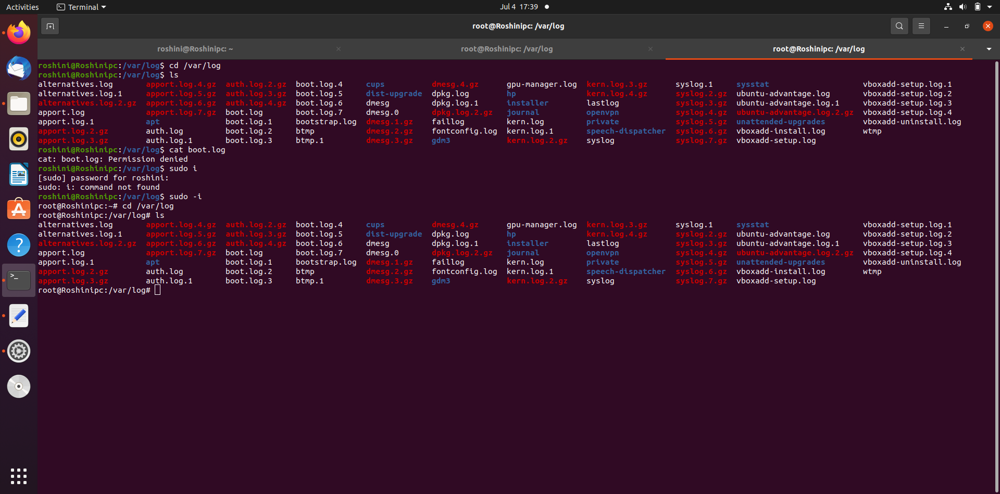 Activities Terminal Jul 4 17:39
root@Roshinipc: /var/log
roshini@Roshinipc: ~ root@Roshinipc: /var/log root@Roshinipc: /var/log
roshini@Roshinipc:/var/log$ cd /var/log
roshini@Roshinipc:/var/log$ ls
alternatives.log apport.log.4.gz auth.log.2.gz boot.log.4 cups dmesg.4.gz gpu-manager.log kern.log.3.gz syslog.1 sysstat vboxadd-setup.log.1
alternatives.log.1 apport.log.5.gz auth.log.3.gz boot.log.5 dist-upgrade dpkg.log hp kern.log.4.gz syslog.2.gz ubuntu-advantage.log vboxadd-setup.log.2
alternatives.log.2.gz apport.log.6.gz auth.log.4.gz boot.log.6 dmesg dpkg.log.1 installer lastlog syslog.3.gz ubuntu-advantage.log.1 vboxadd-setup.log.3
apport.log apport.log.7.gz boot.log boot.log.7 dmesg.0 dpkg.log.2.gz journal openvpn syslog.4.gz ubuntu-advantage.log.2.gz vboxadd-setup.log.4
apport.log.1 apt boot.log.1 bootstrap.log dmesg.1.gz faillog kern.log private syslog.5.gz unattended-upgrades vboxadd-uninstall.log
apport.log.2.gz auth.log boot.log.2 btmp dmesg.2.gz fontconfig.log kern.log.1 speech-dispatcher syslog.6.gz vboxadd-install.log wtmp
apport.log.3.gz auth.log.1 boot.log.3 btmp.1 dmesg.3.gz gdm3 kern.log.2.gz syslog syslog.7.gz vboxadd-setup.log
roshini@Roshinipc:/var/log$ cat boot.log
cat: boot.log: Permission denied
roshini@Roshinipc:/var/log$ sudo i
[sudo] password for roshini:
sudo: i: command not found
roshini@Roshinipc:/var/log$ sudo -i
root@Roshinipc:~# cd /var/log
root@Roshinipc:/var/log# ls
alternatives.log apport.log.4.gz auth.log.2.gz boot.log.4 cups dmesg.4.gz gpu-manager.log kern.log.3.gz syslog.1 sysstat vboxadd-setup.log.1
alternatives.log.1 apport.log.5.gz auth.log.3.gz boot.log.5 dist-upgrade dpkg.log hp kern.log.4.gz syslog.2.gz ubuntu-advantage.log vboxadd-setup.log.2
alternatives.log.2.gz apport.log.6.gz auth.log.4.gz boot.log.6 dmesg dpkg.log.1 installer lastlog syslog.3.gz ubuntu-advantage.log.1 vboxadd-setup.log.3
apport.log apport.log.7.gz boot.log boot.log.7 dmesg.0 dpkg.log.2.gz journal openvpn syslog.4.gz ubuntu-advantage.log.2.gz vboxadd-setup.log.4
apport.log.1 apt boot.log.1 bootstrap.log dmesg.1.gz faillog kern.log private syslog.5.gz unattended-upgrades vboxadd-uninstall.log
apport.log.2.gz auth.log boot.log.2 btmp dmesg.2.gz fontconfig.log kern.log.1 speech-dispatcher syslog.6.gz vboxadd-install.log wtmp
apport.log.3.gz auth.log.1 boot.log.3 btmp.1 dmesg.3.gz gdm3 kern.log.2.gz syslog syslog.7.gz vboxadd-setup.log
root@Roshinipc:/var/log#